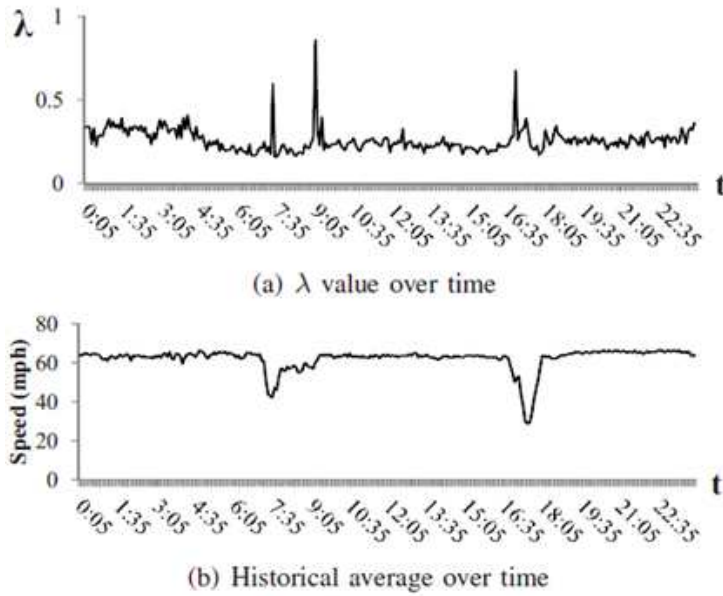 λ
1
0.5
0
t
0:05 1:35 3:05 4:35 6:05 7:35 9:05 10:35 12:05 13:35 15:05 16:35 18:05 19:35 21:05 22:35
(a) λ value over time
Speed (mph)
80
60
40
20
0
t
0:05 1:35 3:05 4:35 6:05 7:35 9:05 10:35 12:05 13:35 15:05 16:35 18:05 19:35 21:05 22:35
(b) Historical average over time